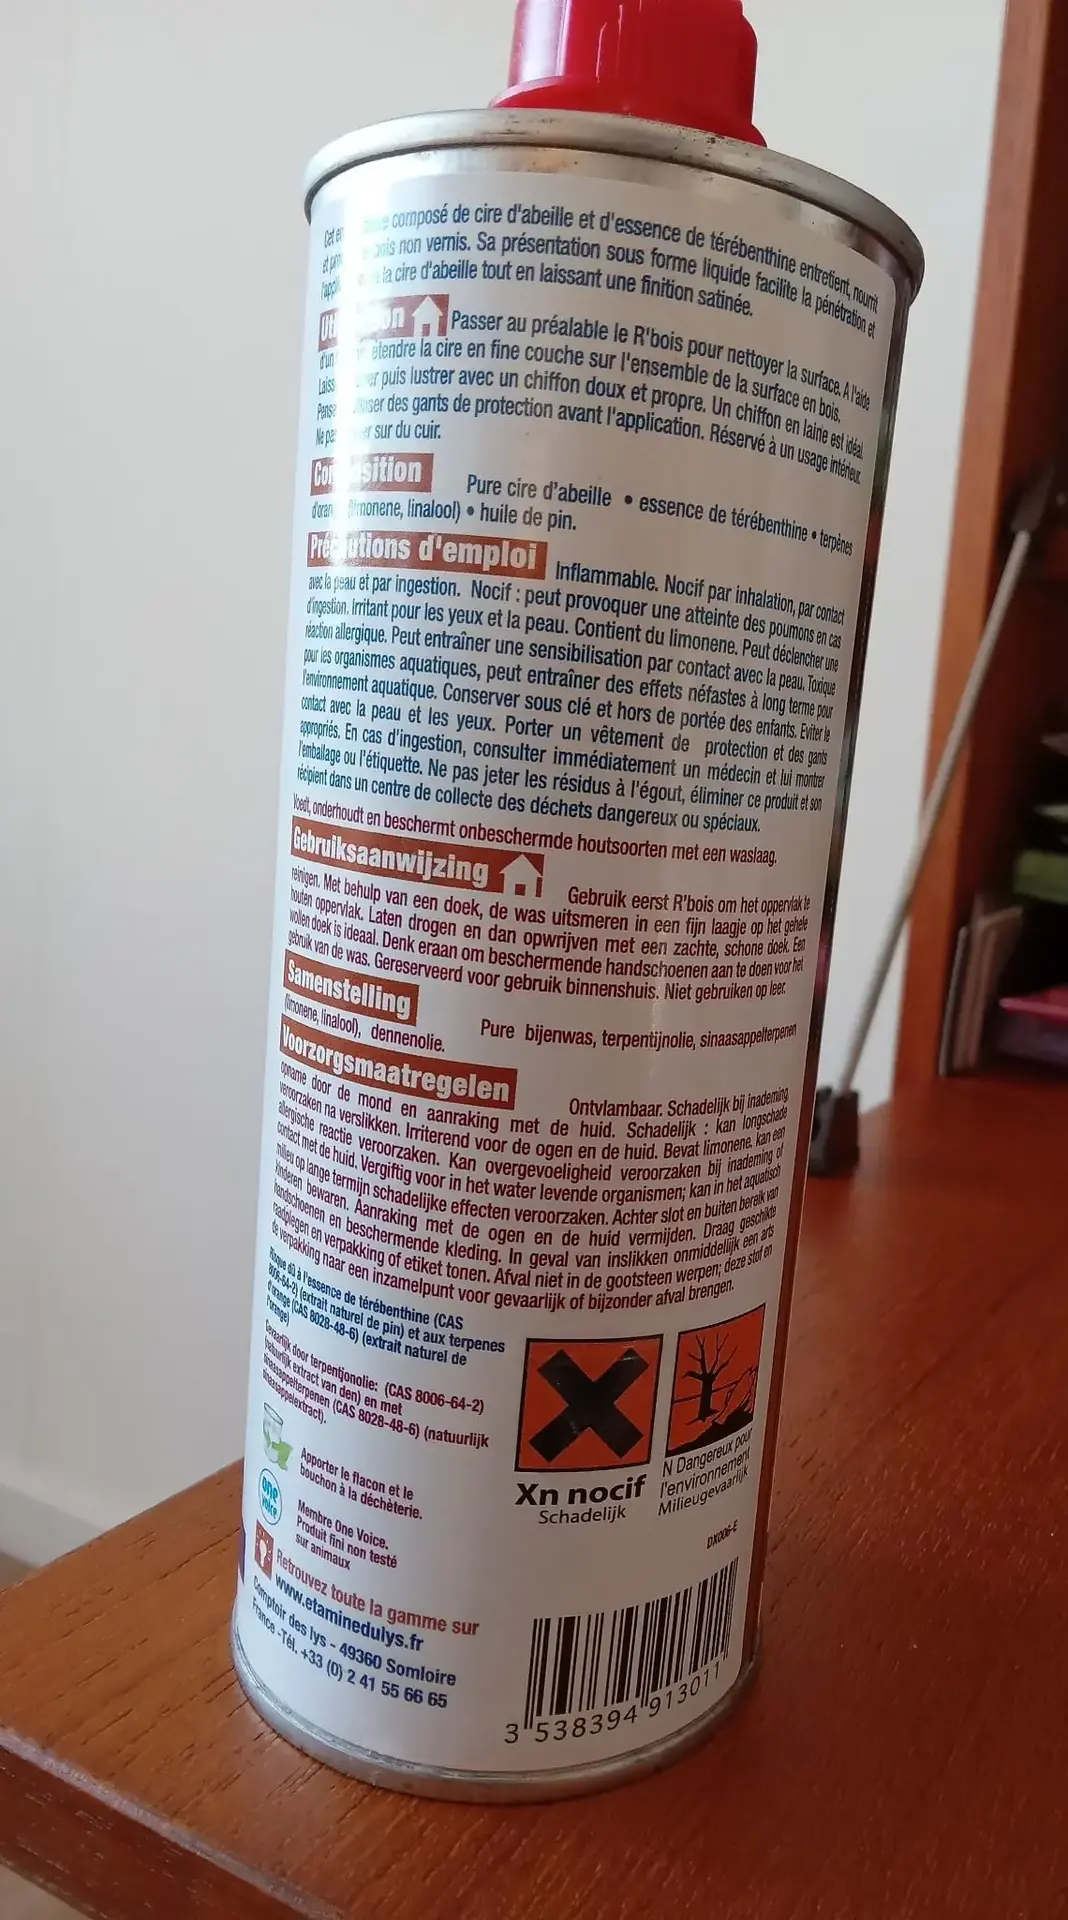 composé de cire d'abeille et d'essence de térébenthine entretient, nourrit
et non vernis. Sa présentation sous forme liquide facilite la pénétration et
la cire d'abeille tout en laissant une finition satinée.
Passer au préalable le R'bois pour nettoyer la surface. A l'aide
d'un étendre la cire en fine couche sur l'ensemble de la surface en bois.
puis lustrer avec un chiffon doux et propre. Un chiffon en laine est idéal.
des gants de protection avant l'application. Réservé à un usage intérieur.
sur du cuir.
Composition Pure cire d'abeille • essence de térébenthine • terpènes
d'orange (limonene, linalool) • huile de pin.
Précautions d'emploi Inflammable. Nocif par inhalation, par contact
avec la peau et par ingestion. Nocif : peut provoquer une atteinte des poumons en cas
d'ingestion. Irritant pour les yeux et la peau. Contient du limonene. Peut déclencher une
réaction allergique. Peut entraîner une sensibilisation par contact avec la peau. Toxique
pour les organismes aquatiques, peut entraîner des effets néfastes à long terme pour
l'environnement aquatique. Conserver sous clé et hors de portée des enfants. Eviter le
contact avec la peau et les yeux. Porter un vêtement de protection et des gants
appropriés. En cas d'ingestion, consulter immédiatement un médecin et lui montrer
l'emballage ou l'étiquette. Ne pas jeter les résidus à l'égout, éliminer ce produit et son
récipient dans un centre de collecte des déchets dangereux ou spéciaux.
Voedt, onderhoudt en beschermt onbeschermde houtsoorten met een waslaag.
Gebruiksaanwijzing Gebruik eerst R'bois om het oppervlak te
reinigen. Met behulp van een doek, de was uitsmeren in een fijn laagje op het gehele
houten oppervlak. Laten drogen en dan opwrijven met een zachte, schone doek. Een
wollen doek is ideaal. Denk eraan om beschermende handschoenen aan te doen voor het
gebruik van de was. Gereserveerd voor gebruik binnenshuis. Niet gebruiken op leer.
Samenstelling Pure bijenwas, terpentijnolie, sinaasappelterpenen
(limonene, linalool), dennenolie.
Voorzorgsmaatregelen Ontvlambaar. Schadelijk bij inademing
opname door de mond en aanraking met de huid. Schadelijk : kan longschade
veroorzaken na verslikken. Irriterend voor de ogen en de huid. Bevat limonene. kan een
allergische reactie veroorzaken. Kan overgevoeligheid veroorzaken bij inademing of
contact met de huid. Vergiftig voor in het water levende organismen; kan in het aquatisch
milieu op lange termijn schadelijke effecten veroorzaken. Achter slot en buiten bereik van
kinderen bewaren. Aanraking met de ogen en de huid vermijden. Draag geschikte
handschoenen en beschermende kleding. In geval van inslikken onmiddellijk een arts
raadplegen en verpakking of etiket tonen. Afval niet in de gootsteen werpen; deze stof en
de verpakking naar een inzamelpunt voor gevaarlijk of bijzonder afval brengen.
Risque dû à l'essence de térébenthine (CAS
8006-64-2) (extrait naturel de pin) et aux terpenes
d'orange (CAS 8028-48-6) (extrait naturel de
l'orange)
Gevaarlijk door terpentjonolie: (CAS 8006-64-2)
(natuurlijk extract van den) en met
sinaasappelterpenen (CAS 8028-48-6) (natuurlijk
sinaasappelextract).
Xn nocif
Schadelijk
N Dangereux pour
l'environnement
Milieugevaarlijk
Apporter le flacon et le
bouchon à la déchèterie.
one
voice
Membre One Voice.
Produit fini non testé
sur animaux
DX006-E
Retrouvez toute la gamme sur
www.etaminedulys.fr
Comptoir des lys - 49360 Somloire
France -Tél. +33 (0) 2 41 55 66 65
3 538394 913011